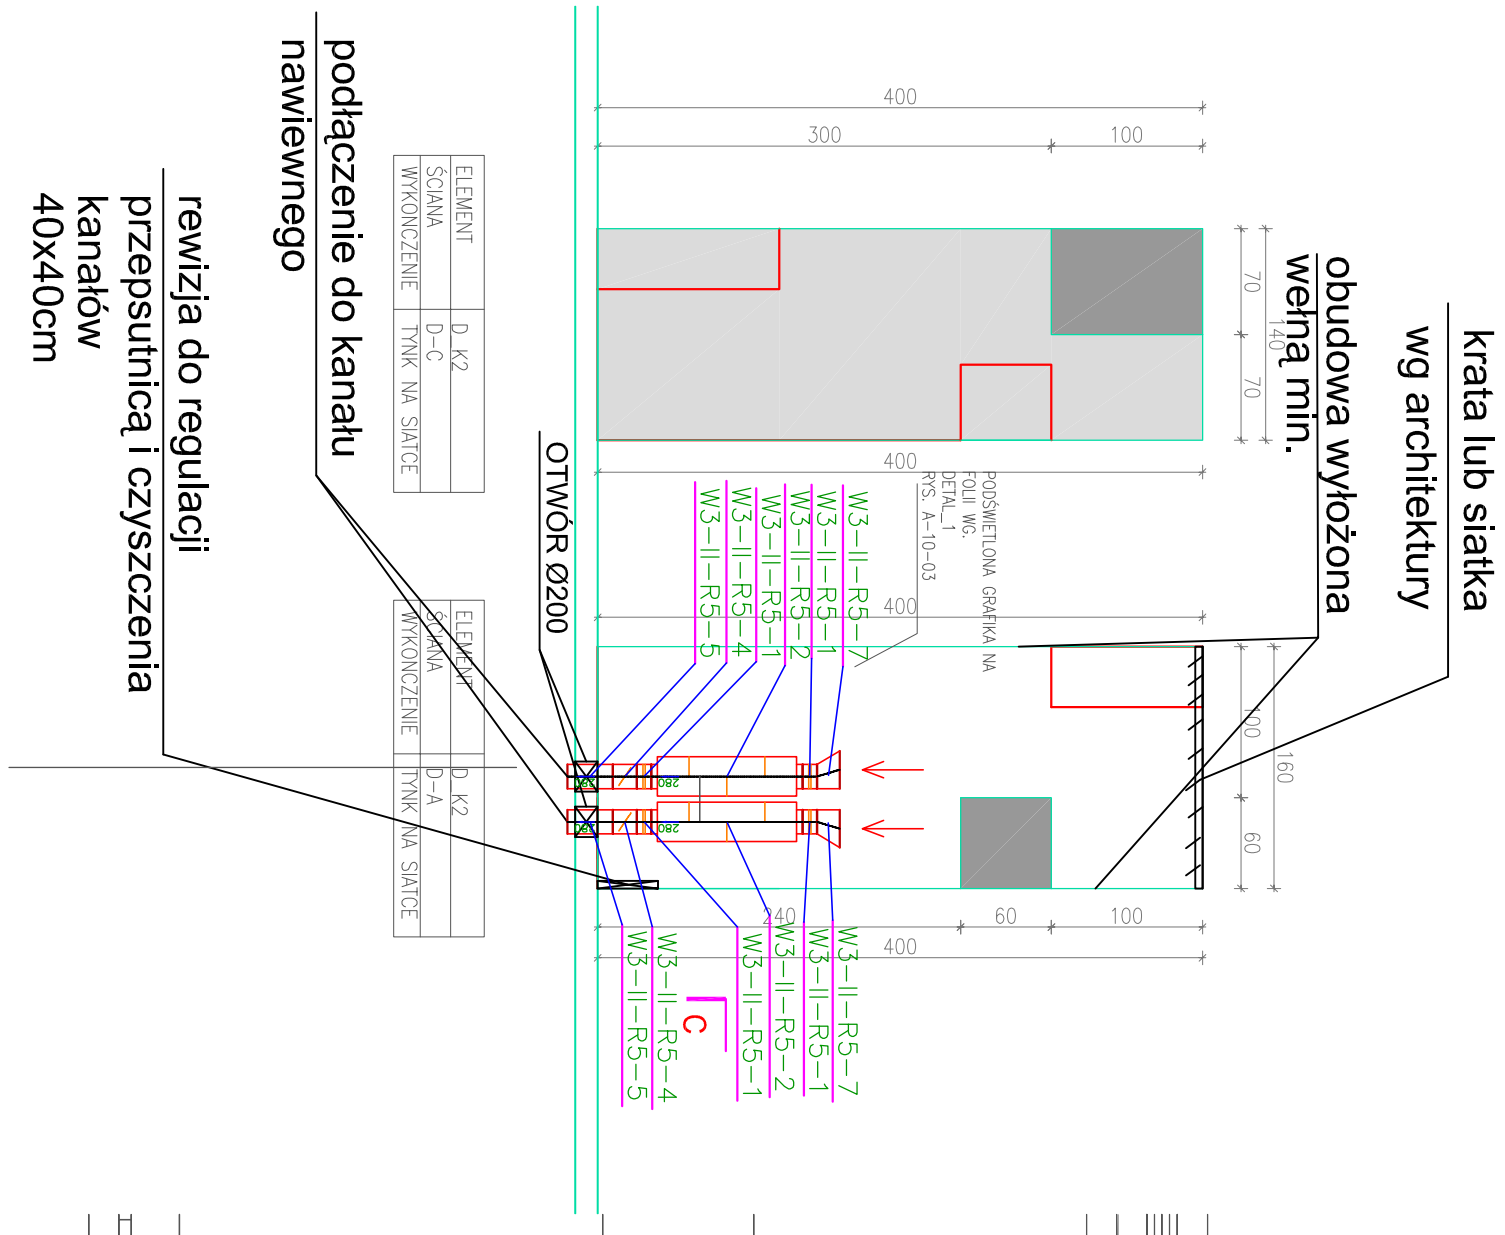 krata lub siatka
wg architektury
obudowa wyłożona
wełną min.
400
300
100
70
70
140
400
PODŚWIETLONA GRAFIKA NA
FOLII WG.
DETAL_1
RYS. A-10-03
400
W3-II-R5-7
W3-II-R5-1
W3-II-R5-2
W3-II-R5-1
W3-II-R5-4
W3-II-R5-5
OTWÓR Ø200
podłączenie do kanału
nawiewnego
ELEMENT
D_K2
ŚCIANA
D-C
WYKOŃCZENIE
TYNK NA SIATCE
rewizja do regulacji
przepsutnicą i czyszczenia
kanałów
40x40cm
ELEMENT
D_K2
ŚCIANA
D-A
WYKOŃCZENIE
TYNK NA SIATCE
100
60
160
280
280
280
280
240
60
100
400
W3-II-R5-7
W3-II-R5-1
W3-II-R5-2
W3-II-R5-1
W3-II-R5-4
W3-II-R5-5
C